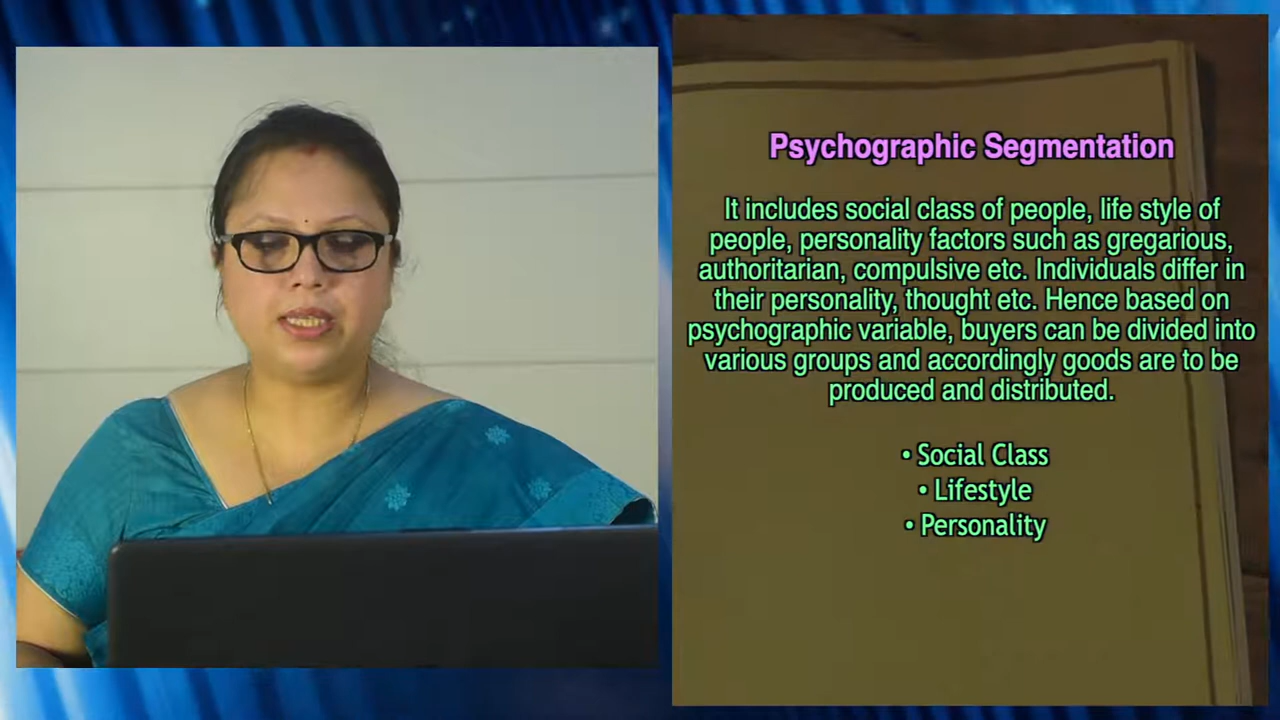 Psychographic Segmentation
It includes social class of people, life style of
people, personality factors such as gregarious,
authoritarian, compulsive etc. Individuals differ in
their personality, thought etc. Hence based on
psychographic variable, buyers can be divided into
various groups and accordingly goods are to be
produced and distributed.
• Social Class
• Lifestyle
• Personality